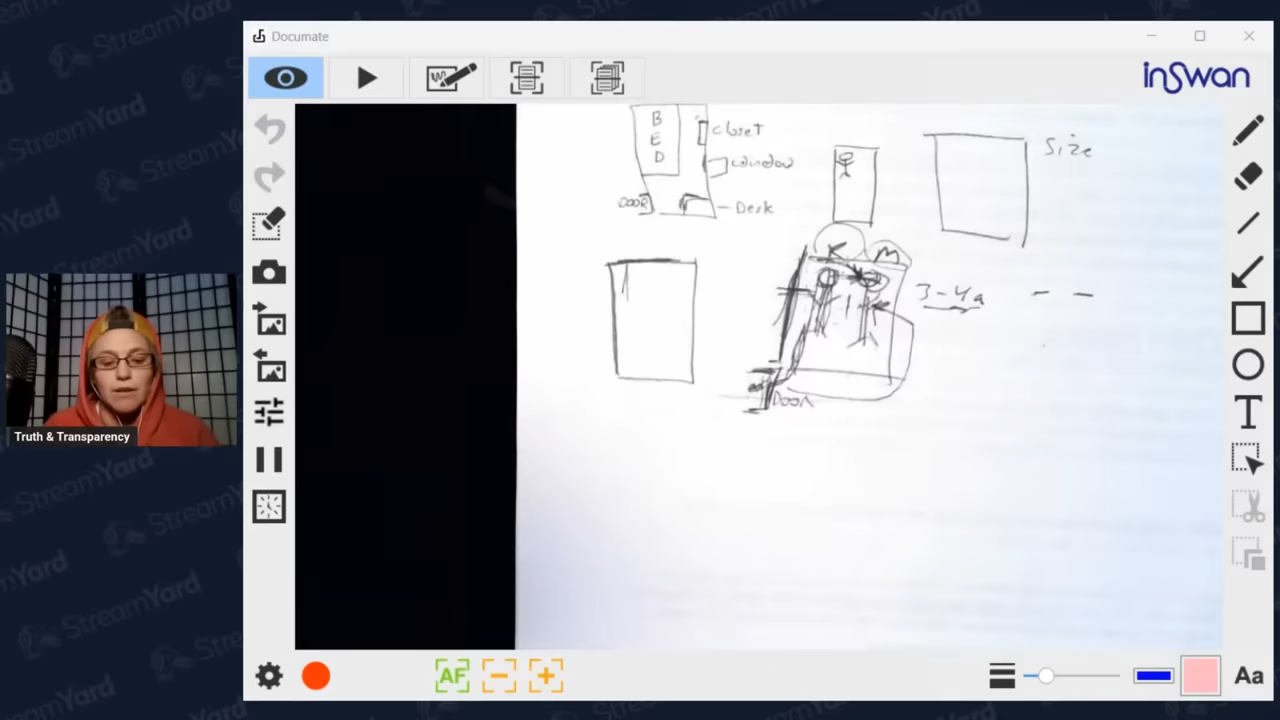 StreamYard
Documate
inSwan
B
E
D
closet
window
DOOR
Desk
Size
K
M
3-4a
DOOR
Truth & Transparency
T
AF
Aa